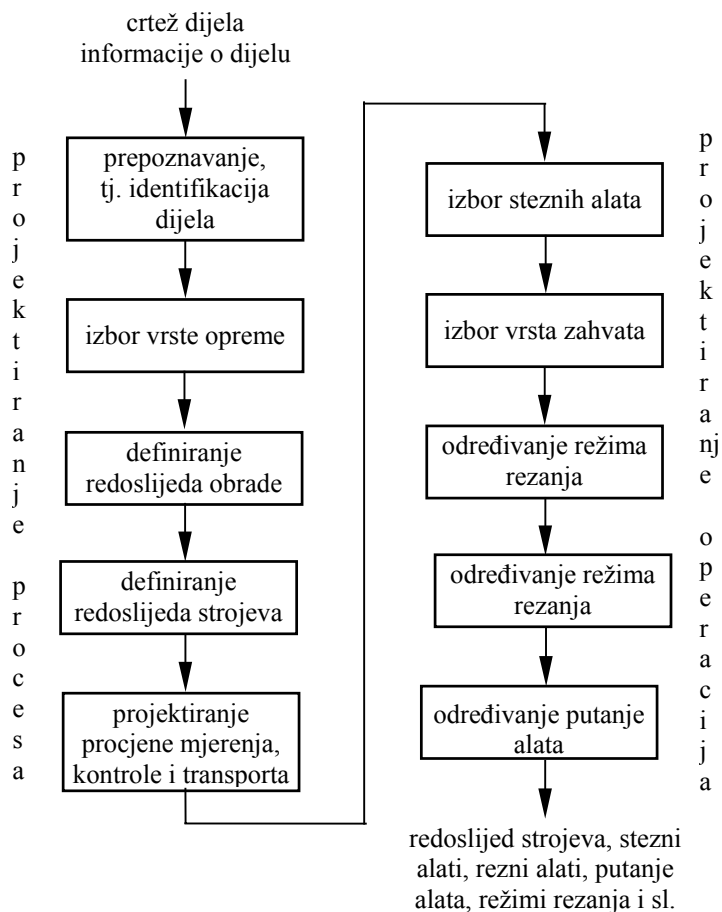 crtež dijela
informacije o dijelu
projektiranje procesa
prepoznavanje,
tj. identifikacija
dijela
izbor vrste opreme
definiranje
redoslijeda obrade
definiranje
redoslijeda strojeva
projektiranje
procjene mjerenja,
kontrole i transporta
izbor steznih alata
izbor vrsta zahvata
određivanje režima
rezanja
određivanje režima
rezanja
određivanje putanje
alata
projektiranje operacija
redoslijed strojeva, stezni
alati, rezni alati, putanje
alata, režimi rezanja i sl.